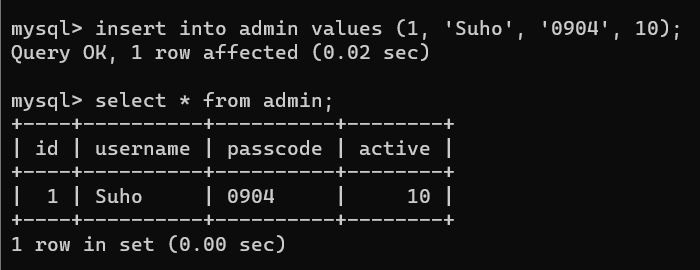 mysql> insert into admin values (1, 'Suho', '0904', 10);
Query OK, 1 row affected (0.02 sec)
mysql> select * from admin;
+----+----------+----------+--------+
| id | username | passcode | active |
+----+----------+----------+--------+
|  1 | Suho     | 0904     |     10 |
+----+----------+----------+--------+
1 row in set (0.00 sec)